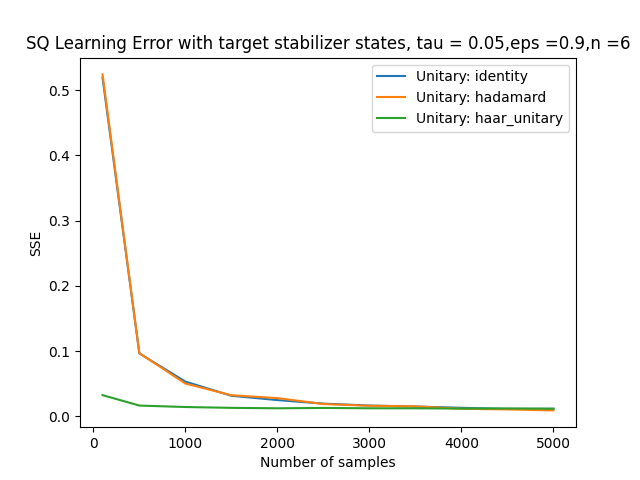 SQ Learning Error with target stabilizer states, tau = 0.05,eps =0.9,n =6
Unitary: identity
Unitary: hadamard
Unitary: haar_unitary
SSE
0.5
0.4
0.3
0.2
0.1
0.0
0 1000 2000 3000 4000 5000
Number of samples